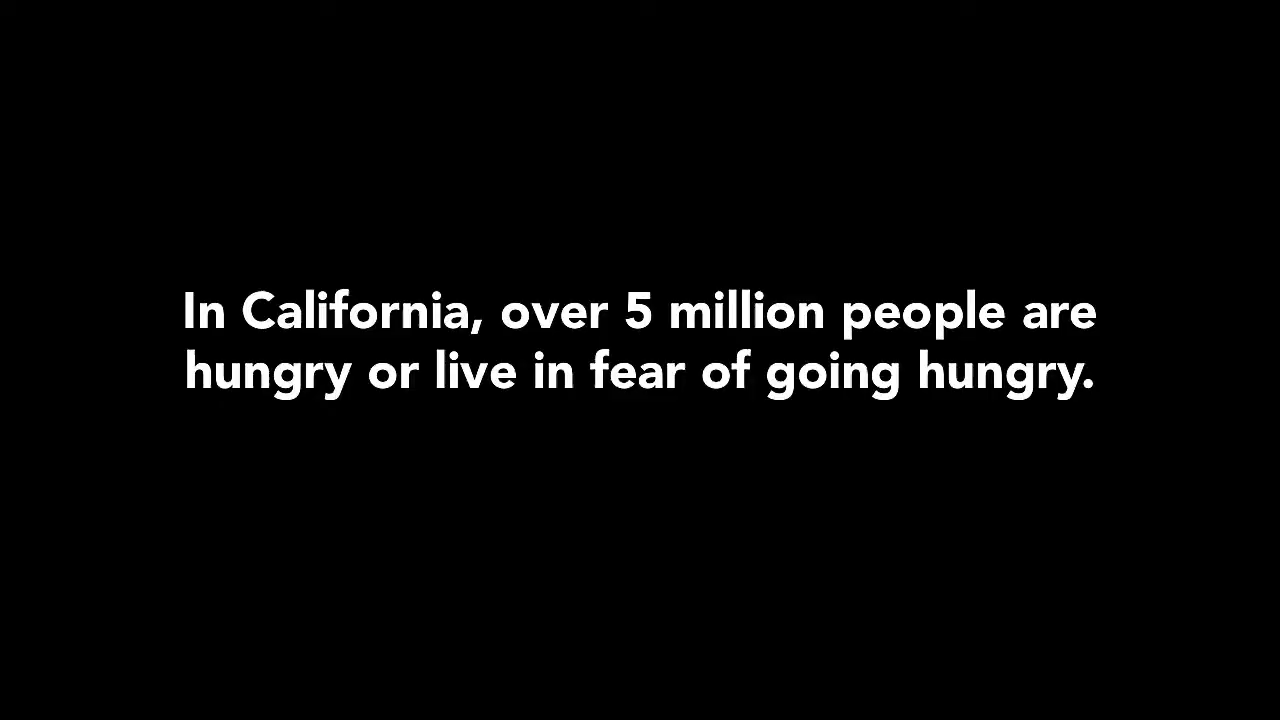 In California, over 5 million people are
hungry or live in fear of going hungry.